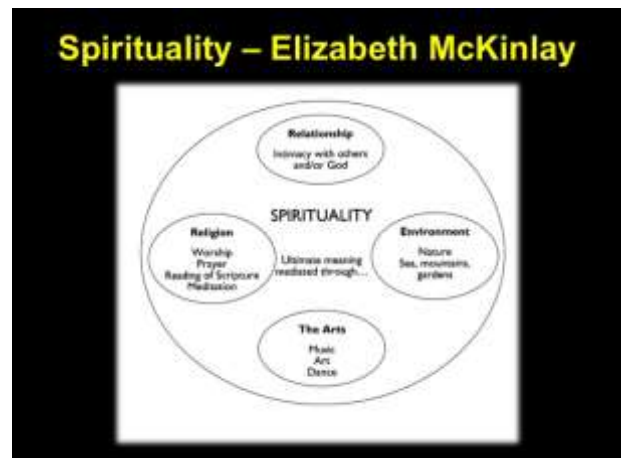 Spirituality – Elizabeth McKinlay
Relationship
Intimacy with others
and/or God
SPIRITUALITY
Religion
Worship
Prayer
Reading of Scripture
Meditation
Ultimate meaning
mediated through...
Environment
Nature
Sea, mountains,
gardens
The Arts
Music
Art
Dance